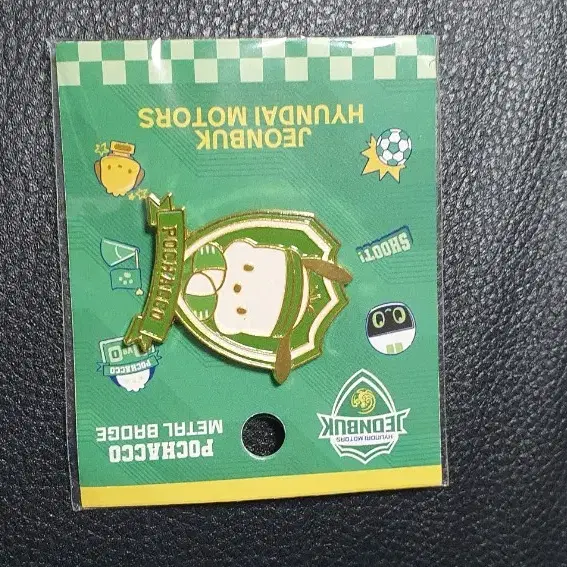 POCHACCO
METAL BADGE
HYUNDAI MOTORS
JEONBUK
POCHACCO
SHOOT!
POCHACCO
JEONBUK
HYUNDAI MOTORS